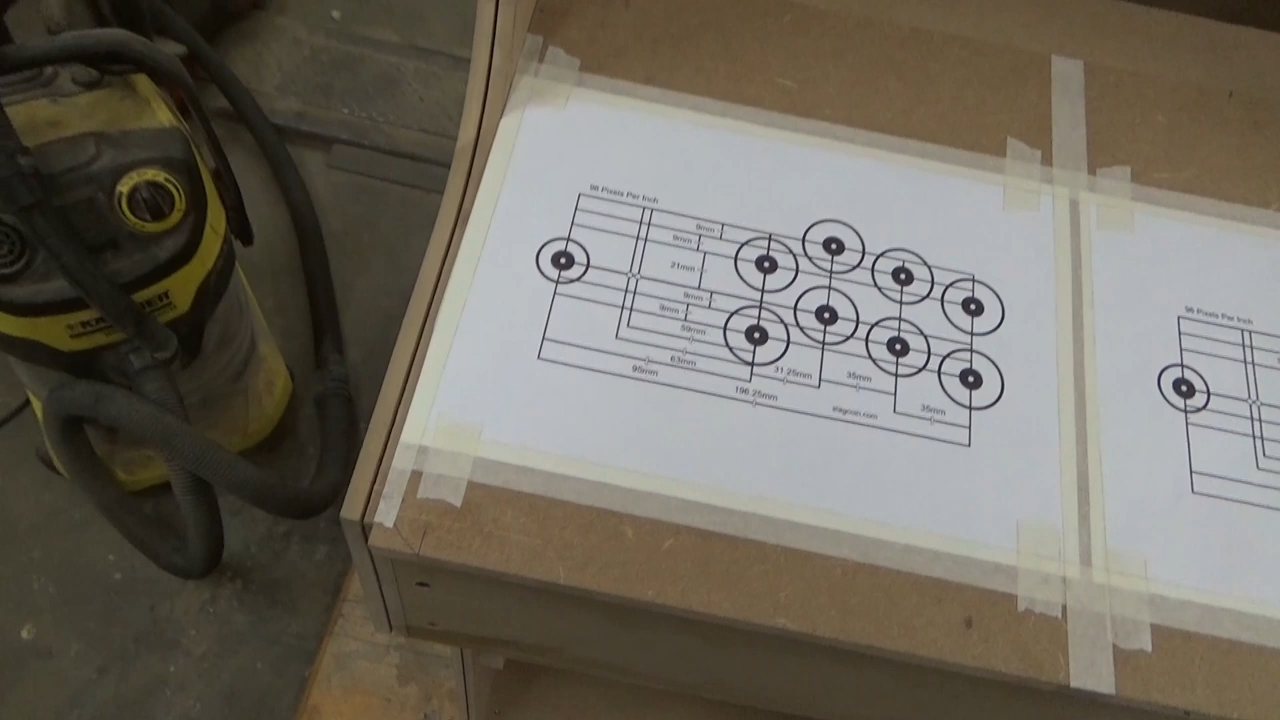 96 Pixels Per Inch
9mm
9mm
21mm
9mm
9mm
59mm
63mm
95mm
31.25mm
35mm
35mm
196.25mm
slagcoin.com
96 Pixels Per Inch
KÄRCHER